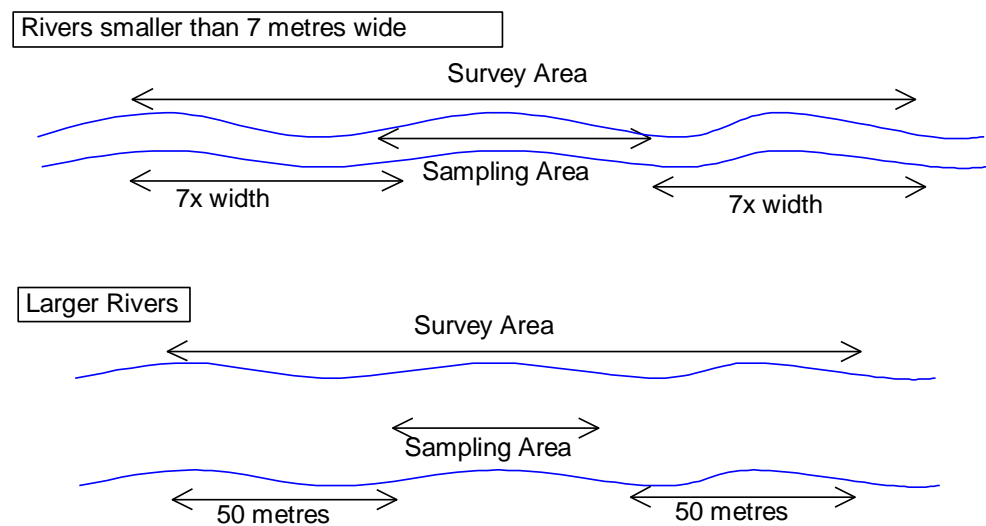 Rivers smaller than 7 metres wide
Survey Area
Sampling Area
7x width
7x width
Larger Rivers
Survey Area
Sampling Area
50 metres
50 metres